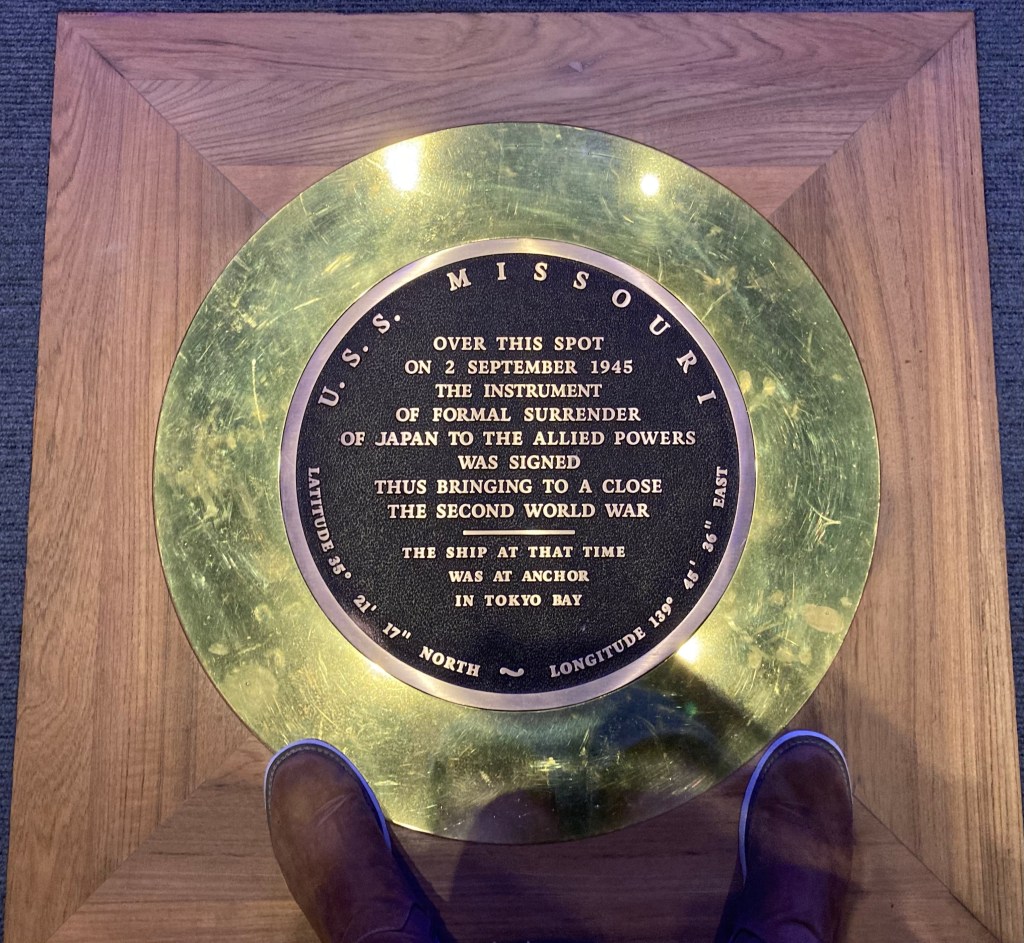 U. S. S. MISSOURI
OVER THIS SPOT
ON 2 SEPTEMBER 1945
THE INSTRUMENT
OF FORMAL SURRENDER
OF JAPAN TO THE ALLIED POWERS
WAS SIGNED
THUS BRINGING TO A CLOSE
THE SECOND WORLD WAR
THE SHIP AT THAT TIME
WAS AT ANCHOR
IN TOKYO BAY
LATITUDE 35° 21' 17" NORTH ~ LONGITUDE 139° 45' 36" EAST